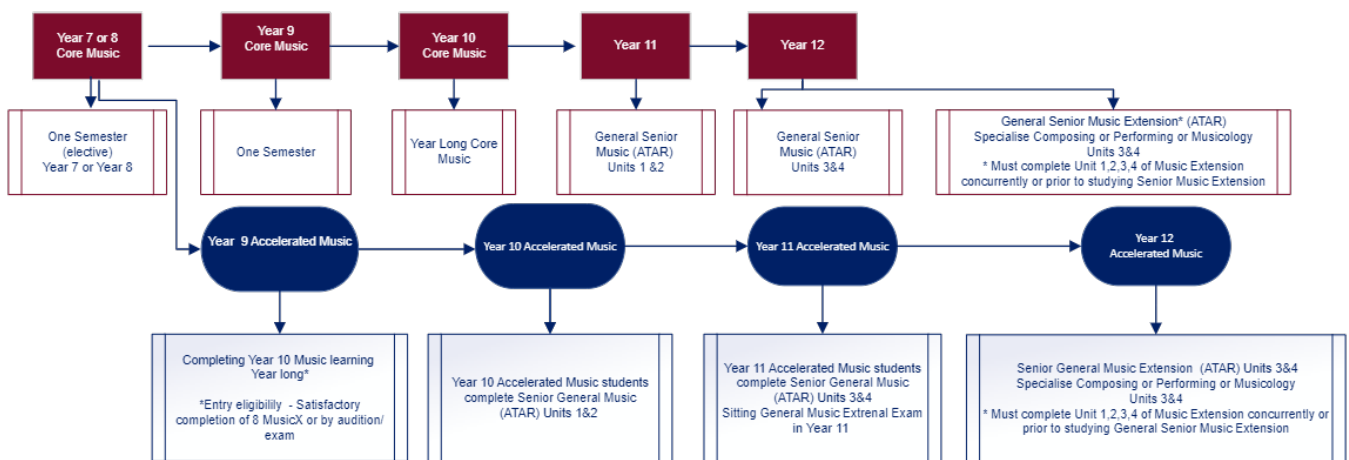 Year 7 or 8
Core Music
Year 9
Core Music
Year 10
Core Music
Year 11
Year 12
One Semester
(elective)
Year 7 or Year 8
One Semester
Year Long Core
Music
General Senior
Music (ATAR)
Units 1 &2
General Senior
Music (ATAR)
Units 3&4
General Senior Music Extension* (ATAR)
Specialise Composing or Performing or Musicology
Units 3&4
* Must complete Unit 1,2,3,4 of Music Extension
concurrently or prior to studying Senior Music Extension
Year  9 Accelerated Music
Year 10 Accelerated Music
Year 11 Accelerated Music
Year 12
Accelerated Music
Completing Year 10 Music learning
Year long*
*Entry eligibilily  - Satisfactory
completion of 8 MusicX or by audition/
exam
Year 10 Accelerated Music students
complete Senior General Music
(ATAR) Units 1&2
Year 11 Accelerated Music students
complete Senior General Music
(ATAR) Units 3&4
Sitting General Music Extrenal Exam
in Year 11
Senior General Music Extension  (ATAR) Units 3&4
Specialise Composing or Performing or Musicology
Units 3&4
* Must complete Unit 1,2,3,4 of Music Extension concurrently or
prior to studying General Senior Music Extension